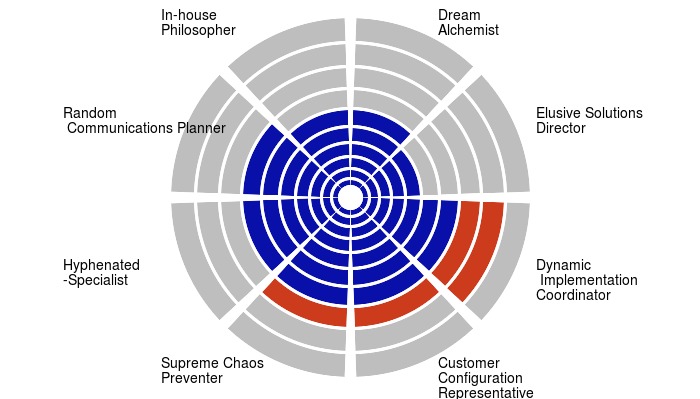 In-house
Philosopher
Dream
Alchemist
Random
Communications Planner
Elusive Solutions
Director
Hyphenated
-Specialist
Dynamic
Implementation
Coordinator
Supreme Chaos
Preventer
Customer
Configuration
Representative